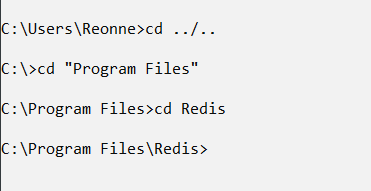 C:\Users\Reonne>cd ../..
C:\>cd "Program Files"
C:\Program Files>cd Redis
C:\Program Files\Redis>